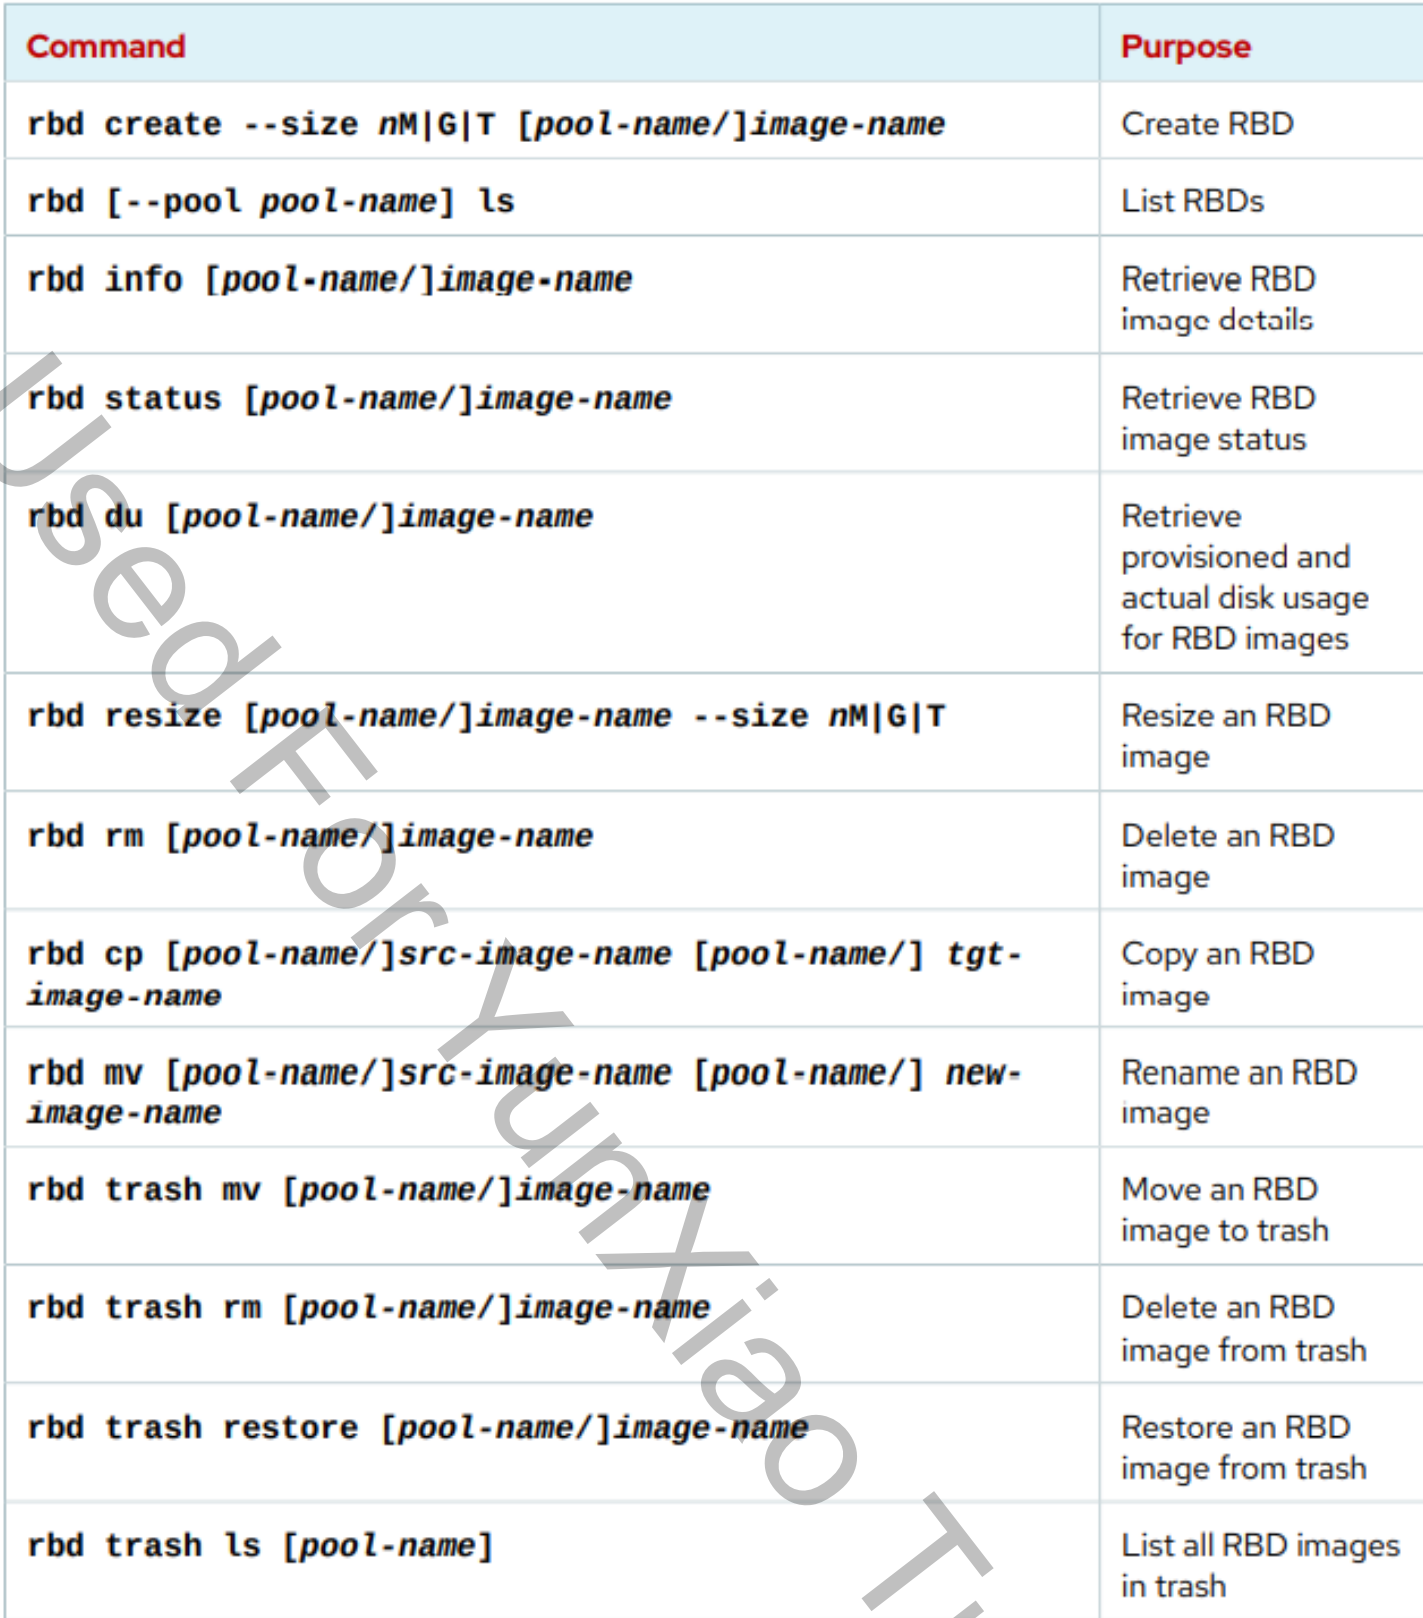 Command Purpose
rbd create --size nM|G|T [pool-name/]image-name Create RBD
rbd [--pool pool-name] ls List RBDs
rbd info [pool-name/]image-name Retrieve RBD
image details
rbd status [pool-name/]image-name Retrieve RBD
image status
rbd du [pool-name/]image-name Retrieve
provisioned and
actual disk usage
for RBD images
rbd resize [pool-name/]image-name --size nM|G|T Resize an RBD
image
rbd rm [pool-name/]image-name Delete an RBD
image
rbd cp [pool-name/]src-image-name [pool-name/] tgt- Copy an RBD
image-name image
rbd mv [pool-name/]src-image-name [pool-name/] new- Rename an RBD
image-name image
rbd trash mv [pool-name/]image-name Move an RBD
image to trash
rbd trash rm [pool-name/]image-name Delete an RBD
image from trash
rbd trash restore [pool-name/]image-name Restore an RBD
image from trash
rbd trash ls [pool-name] List all RBD images
in trash
Used For YunXiao